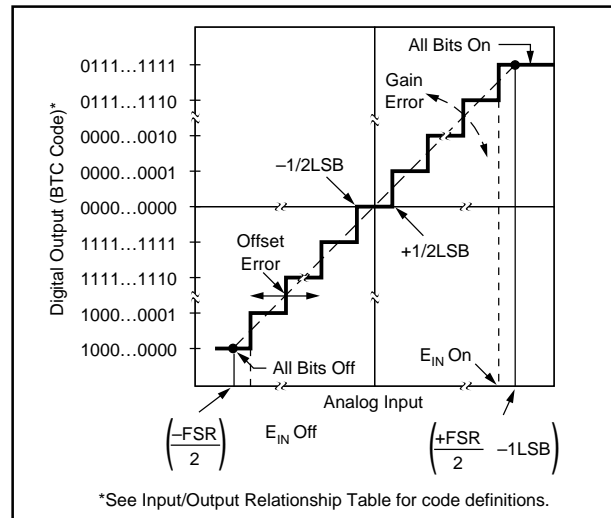 All Bits On
0111...1111
0111...1110
Gain
Error
0000...0010
0000...0001
–1/2LSB
0000...0000
Digital Output (BTC Code)*
+1/2LSB
1111...1111
Offset
Error
1111...1110
1000...0001
1000...0000
All Bits Off
E_IN On
Analog Input
(–FSR/2)
E_IN Off
(+FSR/2 –1LSB)
*See Input/Output Relationship Table for code definitions.